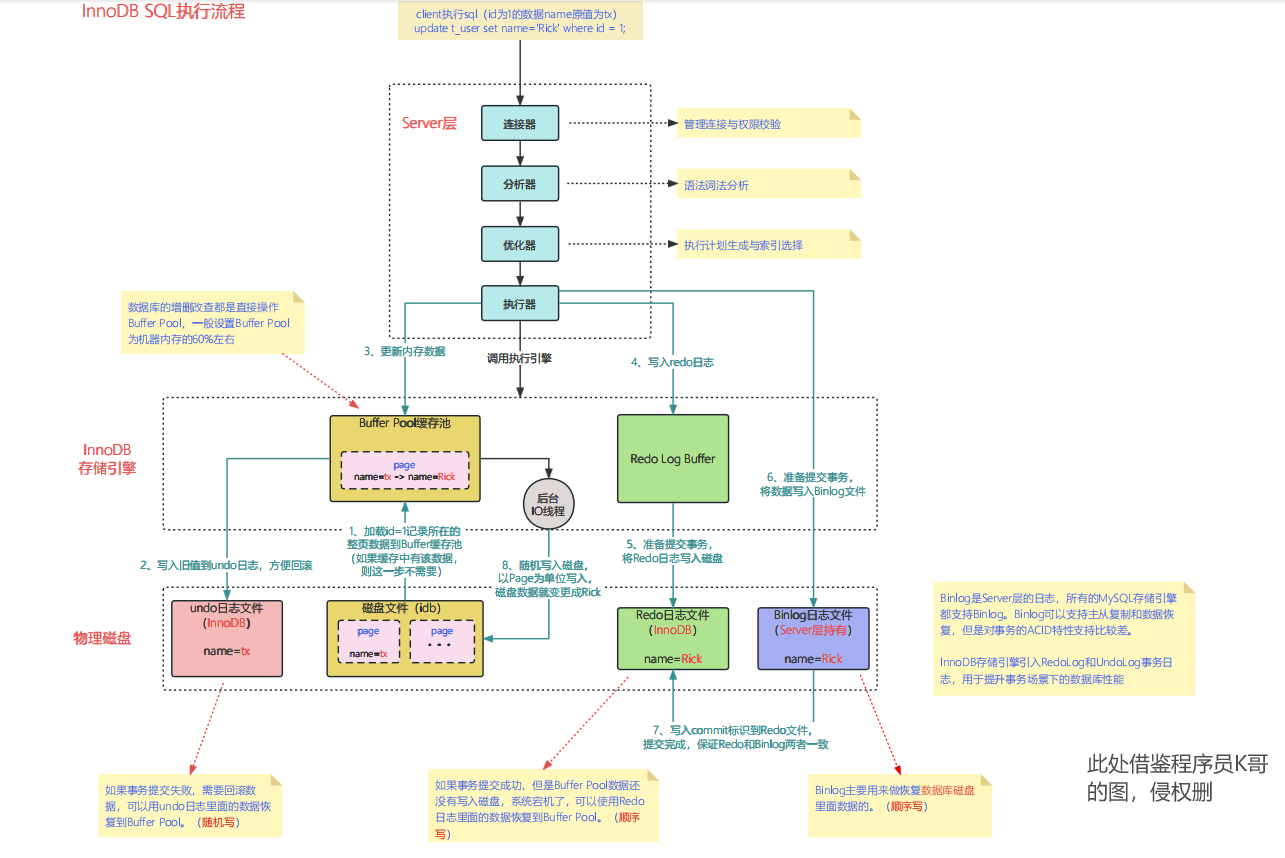 InnoDB SQL执行流程
client执行sql（id为1的数据name原值为tx）
update t_user set name='Rick' where id = 1;
Server层
连接器
管理连接与权限校验
分析器
语法词法分析
优化器
执行计划生成与索引选择
执行器
数据库的增删改查都是直接操作
Buffer Pool，一般设置Buffer Pool
为机器内存的60%左右
3、更新内存数据
调用执行引擎
4、写入redo日志
InnoDB
存储引擎
Buffer Pool缓存池
page
name=tx -> name=Rick
后台
IO线程
Redo Log Buffer
6、准备提交事务，
将数据写入Binlog文件
1、加载id=1记录所在的
整页数据到Buffer缓存池
（如果缓存中有该数据，
则这一步不需要）
2、写入旧值到undo日志，方便回滚
8、随机写入磁盘，
以Page为单位写入，
磁盘数据就变更成Rick
5、准备提交事务，
将Redo日志写入磁盘
物理磁盘
undo日志文件
（InnoDB）
name=tx
磁盘文件（idb）
page
name=tx
page
• • •
Redo日志文件
（InnoDB）
name=Rick
Binlog日志文件
（Server层持有）
name=Rick
Binlog是Server层的日志，所有的MySQL存储引擎
都支持Binlog。Binlog可以支持主从复制和数据恢
复，但是对事务的ACID特性支持比较差。
InnoDB存储引擎引入RedoLog和UndoLog事务日
志，用于提升事务场景下的数据库性能
7、写入commit标识到Redo文件，
提交完成，保证Redo和Binlog两者一致
如果事务提交失败，需要回滚数
据，可以用undo日志里面的数据恢
复到Buffer Pool。（随机写）
如果事务提交成功，但是Buffer Pool数据还
没有写入磁盘，系统宕机了，可以使用Redo
日志里面的数据恢复到Buffer Pool。（顺序
写）
Binlog主要用来做恢复数据库磁盘
里面数据的。（顺序写）
此处借鉴程序员K哥
的图，侵权删